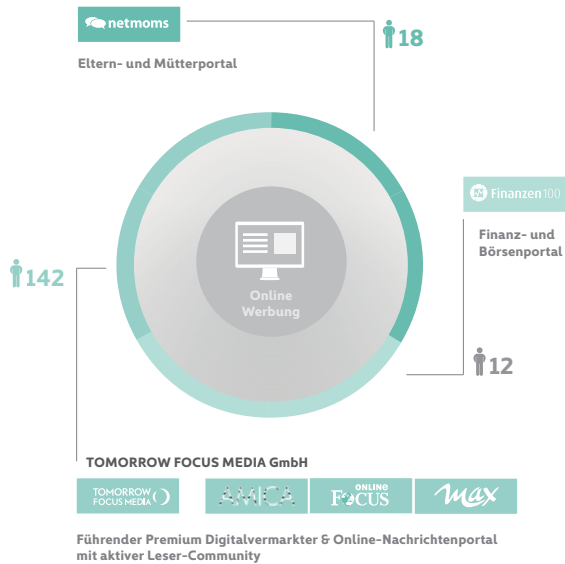 netmoms
18
Eltern- und Mütterportal
Finanzen100
Finanz- und
Börsenportal
142
Online
Werbung
12
TOMORROW FOCUS MEDIA GmbH
TOMORROW
FOCUS MEDIA
AMICA
ONLINE
FOCUS
max
Führender Premium Digitalvermarkter & Online-Nachrichtenportal
mit aktiver Leser-Community